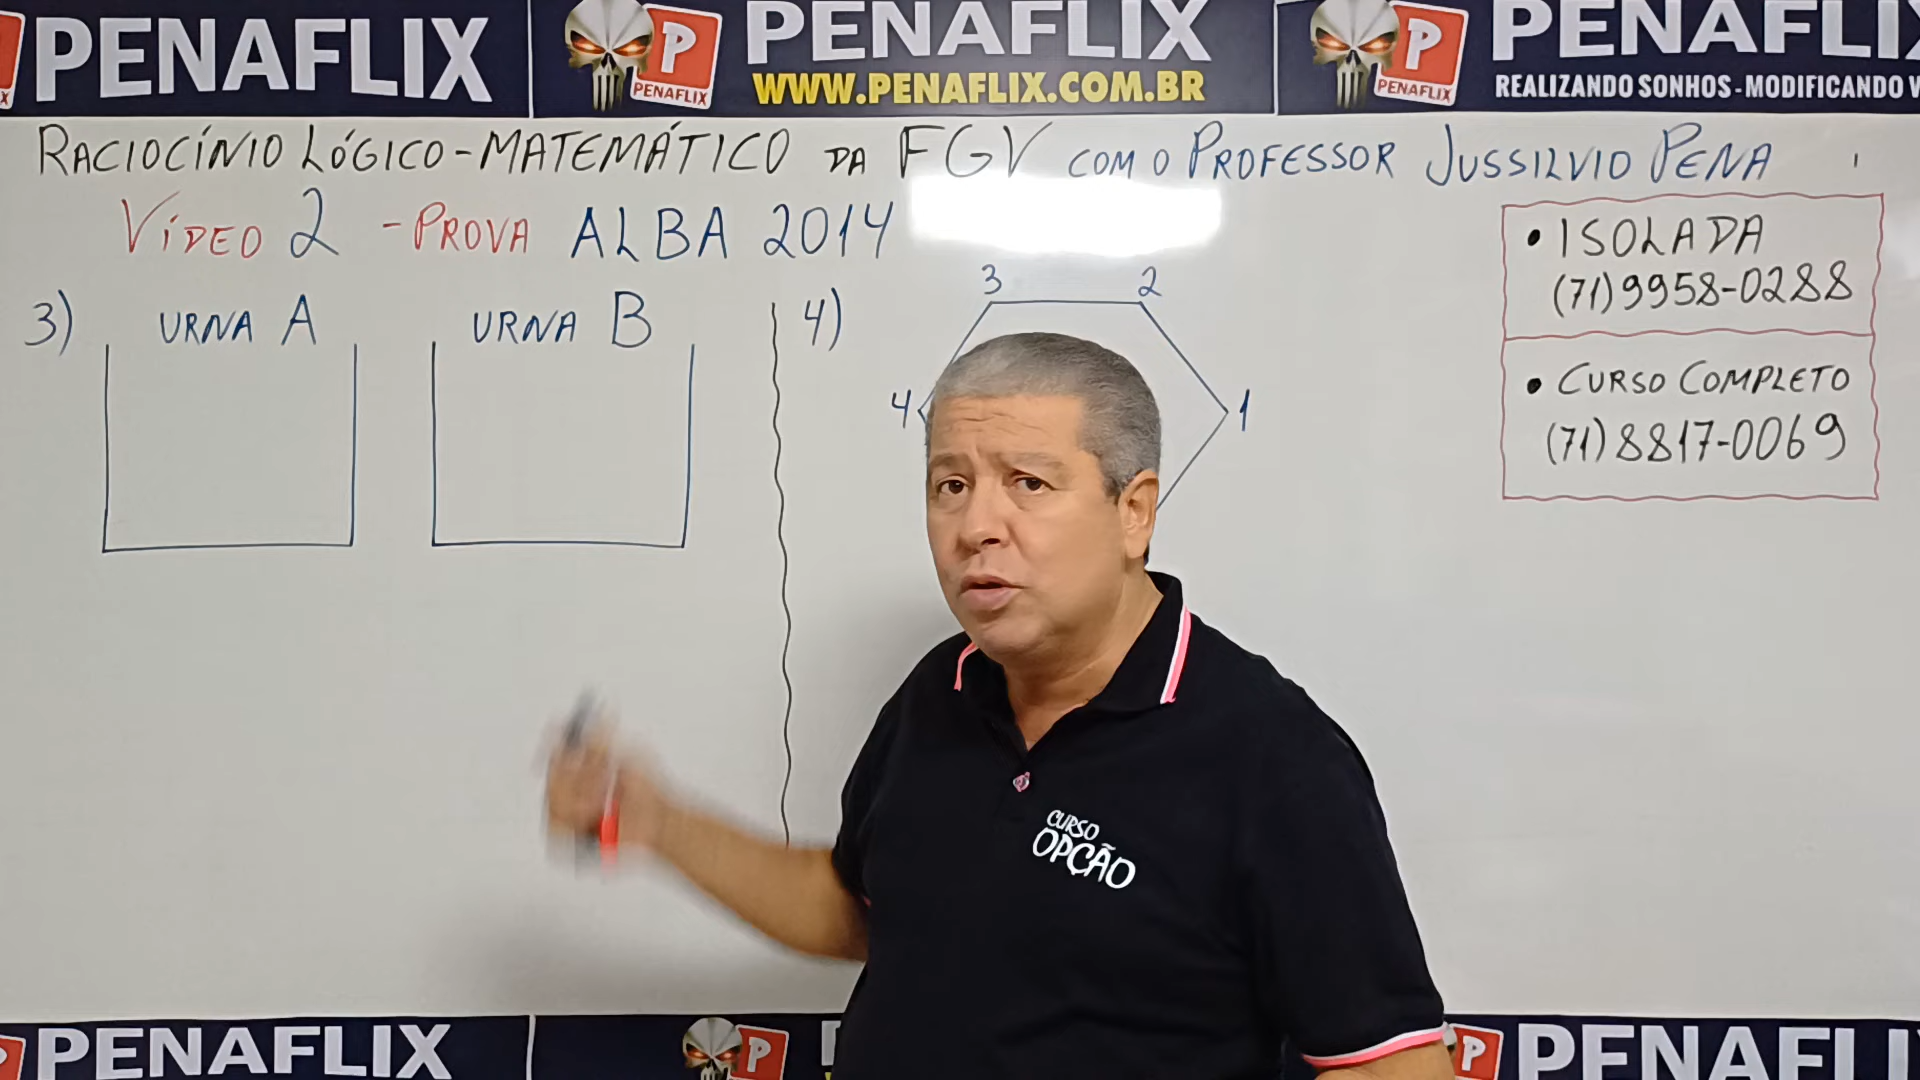 PENAFLIX
P
PENAFLIX
PENAFLIX
WWW.PENAFLIX.COM.BR
P
PENAFLIX
PENAFLIX
REALIZANDO SONHOS - MODIFICANDO V
RACIOCÍNIO LÓGICO-MATEMÁTICO DA FGV COM O PROFESSOR JUSSILVIO PENA
VÍDEO 2 - PROVA ALBA 2014
3) URNA A URNA B
4)
3 2
4 1
• ISOLADA
(71)9958-0288
• CURSO COMPLETO
(71)8817-0069
CURSO
OPÇÃO
PENAFLIX
P
P
PENAFLIX